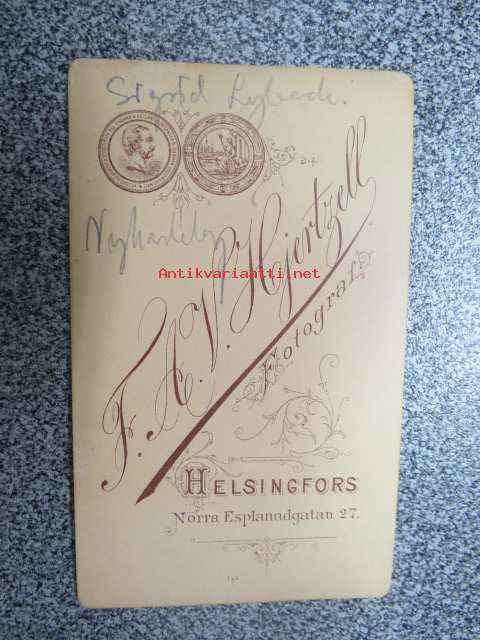 Sigrid Lybeck.
Nykarleby
F. A. V. Hjertzell
Fotograf
HELSINGFORS
Norra Esplanadgatan 27.
Antikvariaatti.net